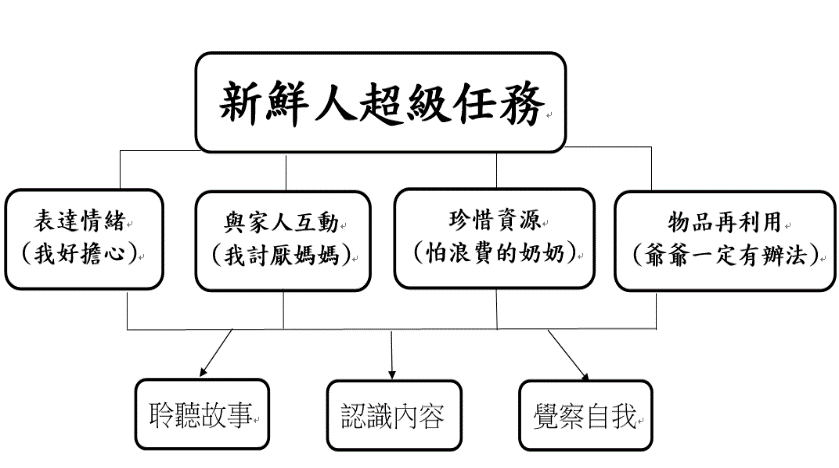 新鮮人超級任務
表達情緒
(我好擔心)
與家人互動
(我討厭媽媽)
珍惜資源
(怕浪費的奶奶)
物品再利用
(爺爺一定有辦法)
聆聽故事
認識內容
覺察自我